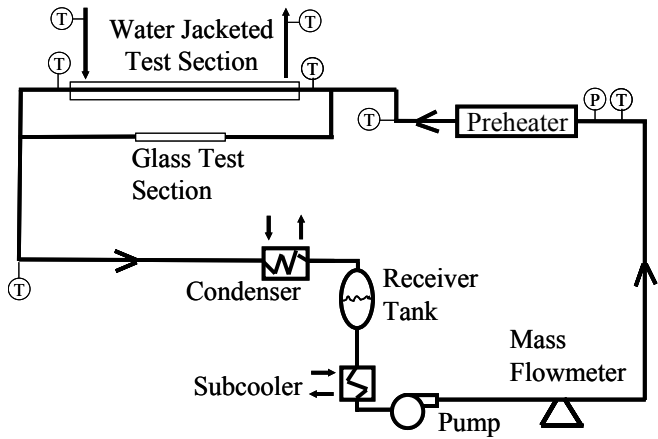 T
Water Jacketed
Test Section
T
T
T
Preheater
P
T
Glass Test
Section
T
Condenser
Receiver
Tank
Mass
Flowmeter
Subcooler
Pump
T